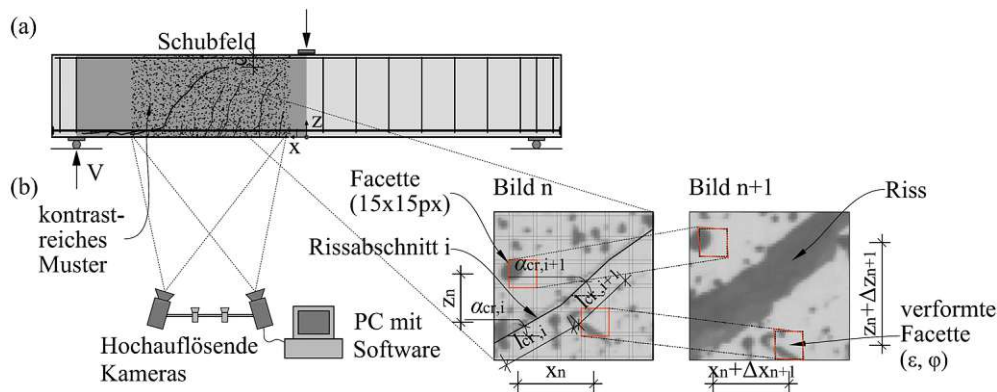 (a)
Schubfeld
c
z
x
V
(b)
kontrast-
reiches
Muster
Hochauflösende
Kameras
PC mit
Software
Facette
(15x15px)
Rissabschnitt i
Bild n
αcr,i+1
zn
αcr,i
lcr,i+1
lcr,i
xn
Bild n+1
Riss
zn+Δzn+1
verformte
Facette
(ε, φ)
xn+Δxn+1